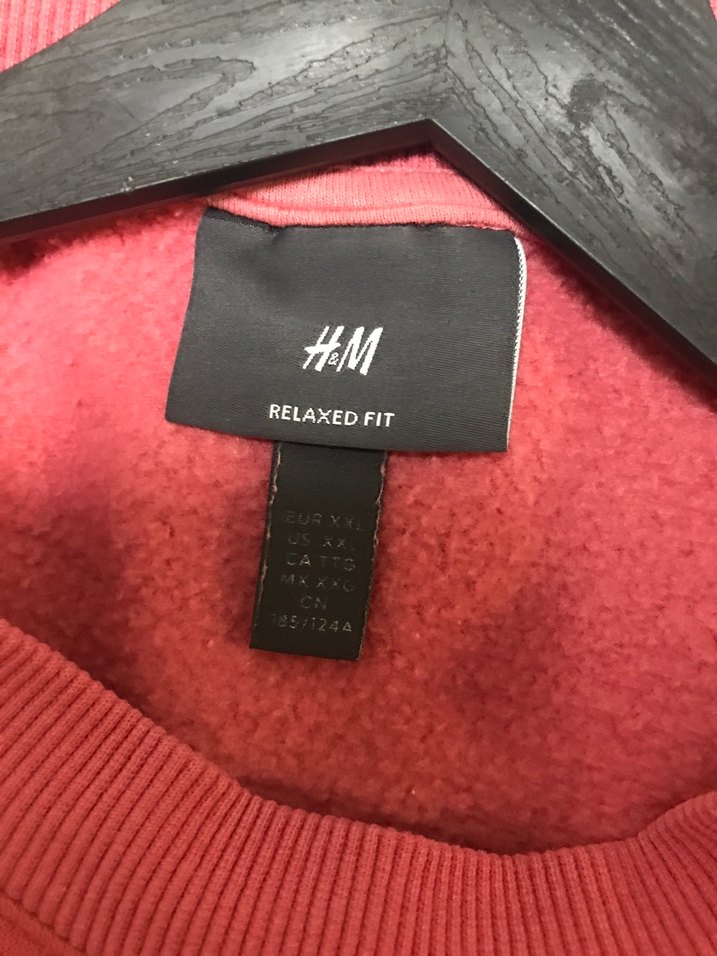 H&M
RELAXED FIT
EUR XXL
US XXL
CA TTG
MX XXG
CN
185/124A